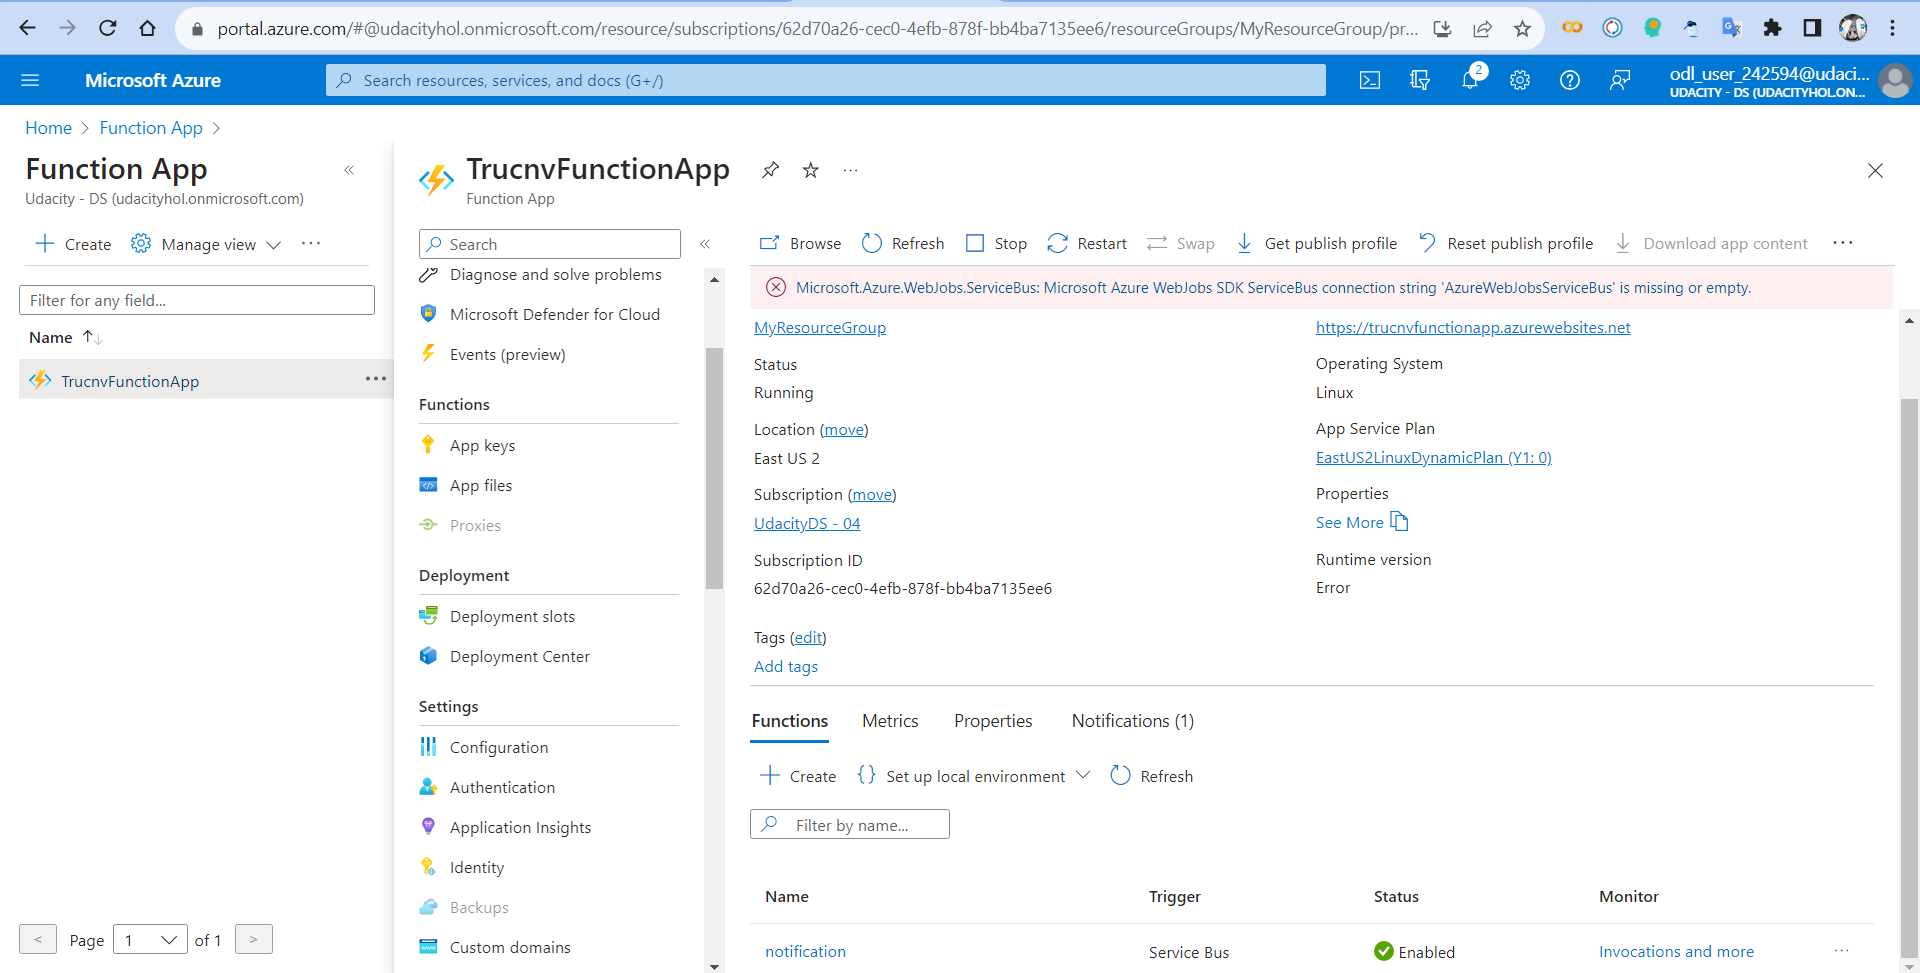 portal.azure.com/#@udacityhol.onmicrosoft.com/resource/subscriptions/62d70a26-cec0-4efb-878f-bb4ba7135ee6/resourceGroups/MyResourceGroup/pr...
Microsoft Azure
Search resources, services, and docs (G+/)
2
odl_user_242594@udaci...
UDACITY - DS (UDACITYHOL.ON...
Home > Function App >
Function App
Udacity - DS (udacityhol.onmicrosoft.com)
Create
Manage view
Filter for any field...
Name
TrucnvFunctionApp
< Page 1 of 1 >
TrucnvFunctionApp
Function App
Search
Diagnose and solve problems
Microsoft Defender for Cloud
Events (preview)
Functions
App keys
App files
Proxies
Deployment
Deployment slots
Deployment Center
Settings
Configuration
Authentication
Application Insights
Identity
Backups
Custom domains
Browse Refresh Stop Restart Swap Get publish profile Reset publish profile Download app content
Microsoft.Azure.WebJobs.ServiceBus: Microsoft Azure WebJobs SDK ServiceBus connection string 'AzureWebJobsServiceBus' is missing or empty.
MyResourceGroup
Status
Running
Location (move)
East US 2
Subscription (move)
UdacityDS - 04
Subscription ID
62d70a26-cec0-4efb-878f-bb4ba7135ee6
Tags (edit)
Add tags
https://trucnvfunctionapp.azurewebsites.net
Operating System
Linux
App Service Plan
EastUS2LinuxDynamicPlan (Y1: 0)
Properties
See More
Runtime version
Error
Functions Metrics Properties Notifications (1)
Create Set up local environment Refresh
Filter by name...
Name Trigger Status Monitor
notification Service Bus Enabled Invocations and more